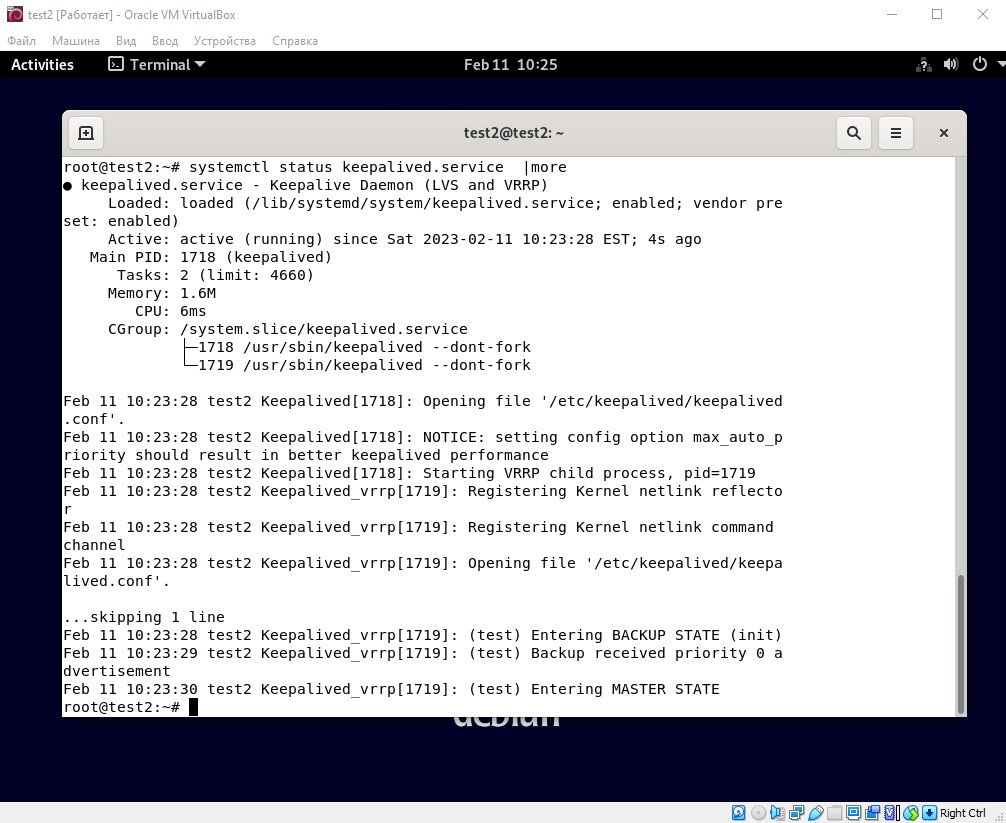 test2 [Работает] - Oracle VM VirtualBox
Файл Машина Вид Ввод Устройства Справка
Activities Terminal Feb 11 10:25
test2@test2: ~
root@test2:~# systemctl status keepalived.service  |more
● keepalived.service - Keepalive Daemon (LVS and VRRP)
     Loaded: loaded (/lib/systemd/system/keepalived.service; enabled; vendor pre
set: enabled)
     Active: active (running) since Sat 2023-02-11 10:23:28 EST; 4s ago
   Main PID: 1718 (keepalived)
      Tasks: 2 (limit: 4660)
     Memory: 1.6M
        CPU: 6ms
     CGroup: /system.slice/keepalived.service
             ├─1718 /usr/sbin/keepalived --dont-fork
             └─1719 /usr/sbin/keepalived --dont-fork
Feb 11 10:23:28 test2 Keepalived[1718]: Opening file '/etc/keepalived/keepalived
.conf'.
Feb 11 10:23:28 test2 Keepalived[1718]: NOTICE: setting config option max_auto_p
riority should result in better keepalived performance
Feb 11 10:23:28 test2 Keepalived[1718]: Starting VRRP child process, pid=1719
Feb 11 10:23:28 test2 Keepalived_vrrp[1719]: Registering Kernel netlink reflecto
r
Feb 11 10:23:28 test2 Keepalived_vrrp[1719]: Registering Kernel netlink command 
channel
Feb 11 10:23:28 test2 Keepalived_vrrp[1719]: Opening file '/etc/keepalived/keepa
lived.conf'.
...skipping 1 line
Feb 11 10:23:28 test2 Keepalived_vrrp[1719]: (test) Entering BACKUP STATE (init)
Feb 11 10:23:29 test2 Keepalived_vrrp[1719]: (test) Backup received priority 0 a
dvertisement
Feb 11 10:23:30 test2 Keepalived_vrrp[1719]: (test) Entering MASTER STATE
root@test2:~#
debian
Right Ctrl